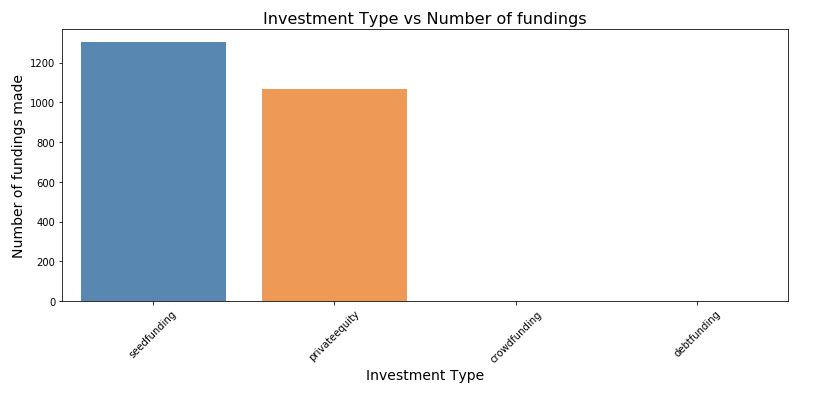 Investment Type vs Number of fundings
Number of fundings made
1200
1000
800
600
400
200
0
seedfunding
privateequity
crowdfunding
debtfunding
Investment Type